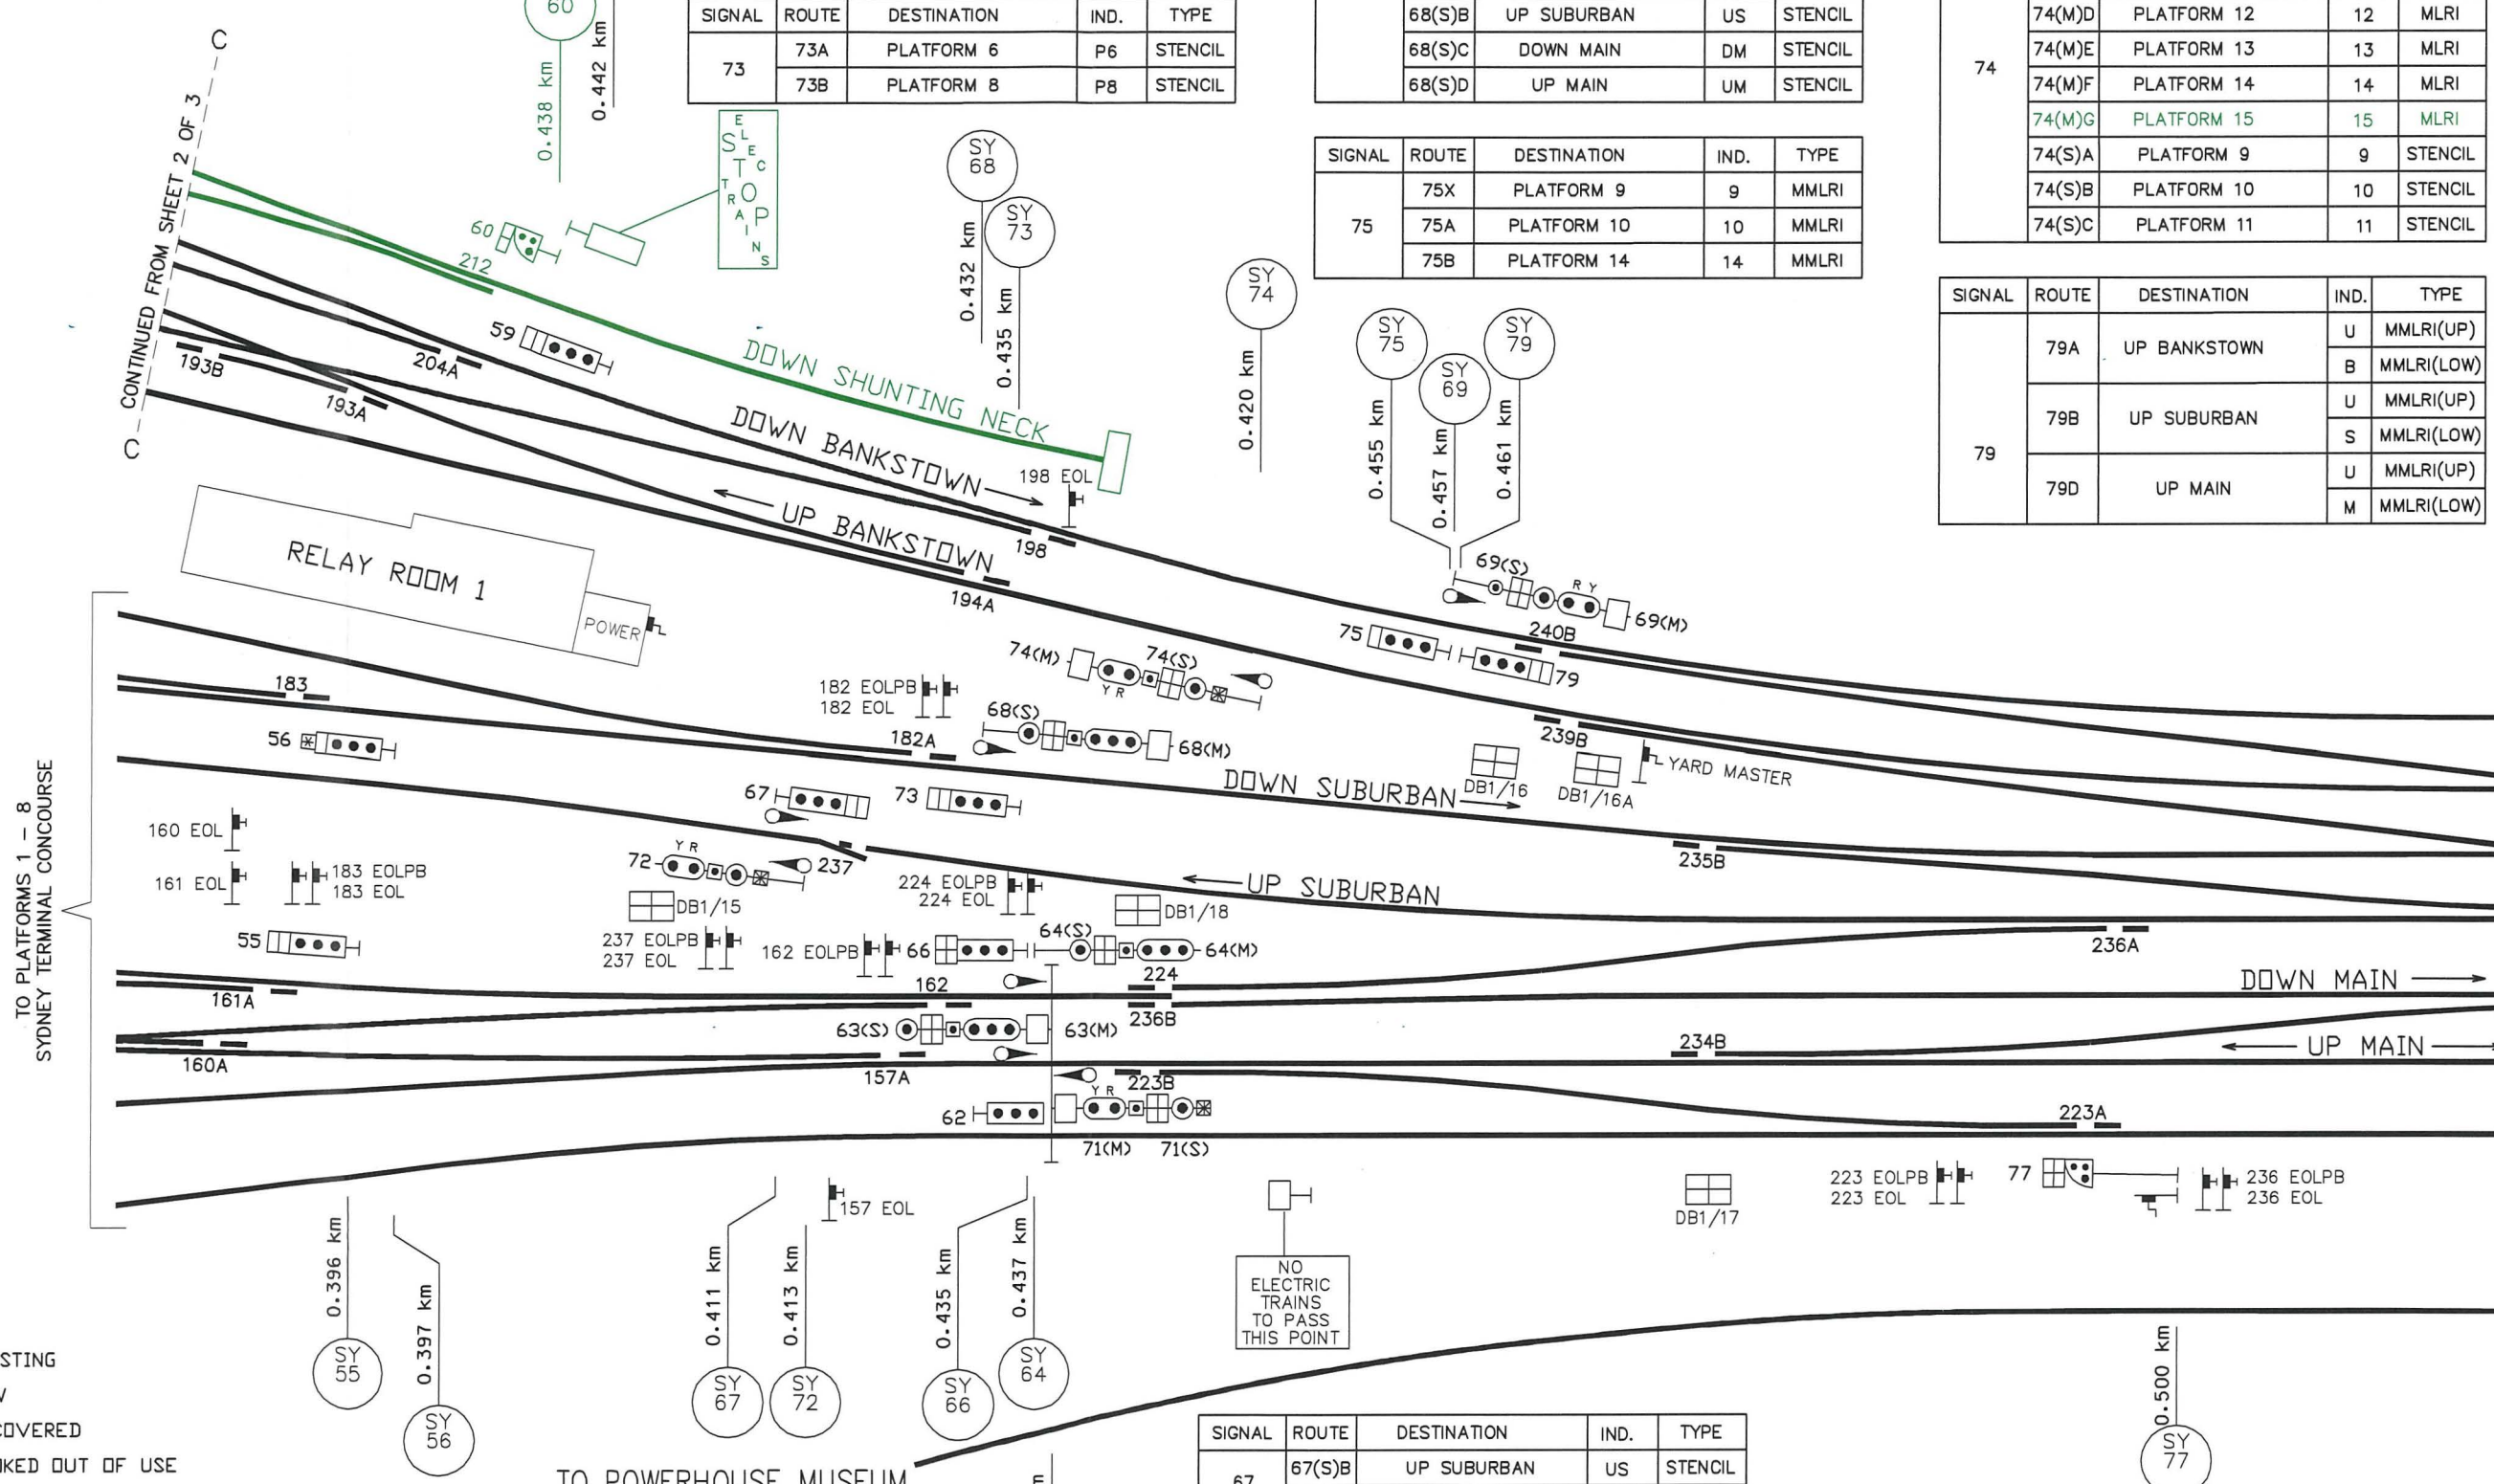 60
0.438 km
0.442 km
SIGNAL ROUTE DESTINATION IND. TYPE
73
73A PLATFORM 6 P6 STENCIL
73B PLATFORM 8 P8 STENCIL
68(S)B UP SUBURBAN US STENCIL
68(S)C DOWN MAIN DM STENCIL
68(S)D UP MAIN UM STENCIL
74
74(M)D PLATFORM 12 12 MLRI
74(M)E PLATFORM 13 13 MLRI
74(M)F PLATFORM 14 14 MLRI
74(M)G PLATFORM 15 15 MLRI
74(S)A PLATFORM 9 9 STENCIL
74(S)B PLATFORM 10 10 STENCIL
74(S)C PLATFORM 11 11 STENCIL
SIGNAL ROUTE DESTINATION IND. TYPE
75
75X PLATFORM 9 9 MMLRI
75A PLATFORM 10 10 MMLRI
75B PLATFORM 14 14 MMLRI
SIGNAL ROUTE DESTINATION IND. TYPE
79
79A UP BANKSTOWN U MMLRI(UP)
B MMLRI(LOW)
79B UP SUBURBAN U MMLRI(UP)
S MMLRI(LOW)
79D UP MAIN U MMLRI(UP)
M MMLRI(LOW)
C
CONTINUED FROM SHEET 2 OF 3
C
STOP
ELECTRAINS
SY
68
0.432 km
SY
73
0.435 km
SY
74
0.420 km
SY
75
0.455 km
SY
69
0.457 km
SY
79
0.461 km
60
212
59
204A
193B
193A
DOWN SHUNTING NECK
DOWN BANKSTOWN
198 EOL
UP BANKSTOWN
198
194A
RELAY ROOM 1
POWER
69(S)
R Y
69(M)
240B
75
79
74(M)
74(S)
Y R
183
182 EOLPB
182 EOL
68(S)
68(M)
182A
56
239B
DB1/16
DB1/16A
YARD MASTER
DOWN SUBURBAN
67
73
TO PLATFORMS 1 - 8
SYDNEY TERMINAL CONCOURSE
160 EOL
161 EOL
183 EOLPB
183 EOL
Y R
72
237
DB1/15
224 EOLPB
224 EOL
UP SUBURBAN
DB1/18
235B
55
237 EOLPB
237 EOL
162 EOLPB
66
64(S)
64(M)
236A
161A
162
224
236B
DOWN MAIN
63(S)
63(M)
234B
UP MAIN
160A
157A
223B
Y R
62
71(M)
71(S)
223A
157 EOL
DB1/17
223 EOLPB
223 EOL
77
236 EOLPB
236 EOL
NO
ELECTRIC
TRAINS
TO PASS
THIS POINT
0.396 km
SY
55
0.397 km
SY
56
0.411 km
SY
67
0.413 km
SY
72
0.435 km
SY
66
0.437 km
SY
64
0.500 km
SY
77
STING
COVERED
KED OUT OF USE
TO POWERHOUSE MUSEUM
m
SIGNAL ROUTE DESTINATION IND. TYPE
67
67(S)B UP SUBURBAN US STENCIL